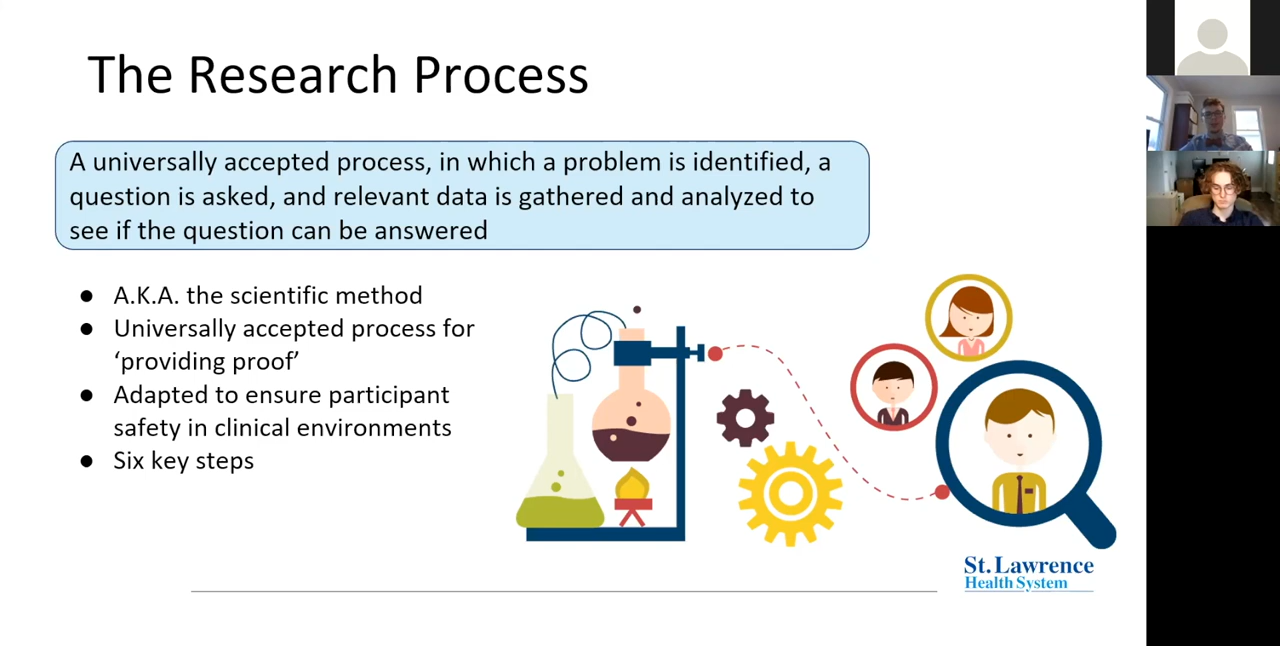 The Research Process
A universally accepted process, in which a problem is identified, a
question is asked, and relevant data is gathered and analyzed to
see if the question can be answered
● A.K.A. the scientific method
● Universally accepted process for
‘providing proof’
● Adapted to ensure participant
safety in clinical environments
● Six key steps
St. Lawrence
Health System